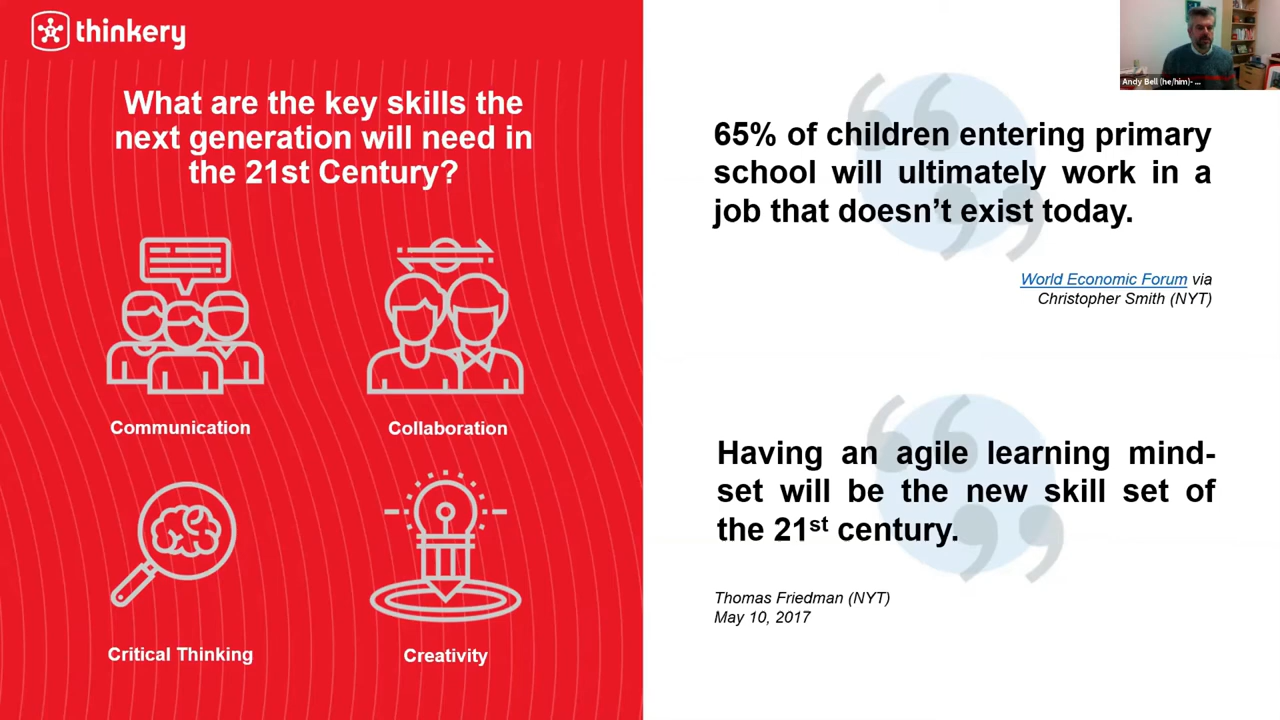 thinkery
What are the key skills the
next generation will need in
the 21st Century?
Communication
Collaboration
Critical Thinking
Creativity
65% of children entering primary
school will ultimately work in a
job that doesn’t exist today.
World Economic Forum via
Christopher Smith (NYT)
Having an agile learning mind-
set will be the new skill set of
the 21st century.
Thomas Friedman (NYT)
May 10, 2017
Andy Bell (he/him)- ...